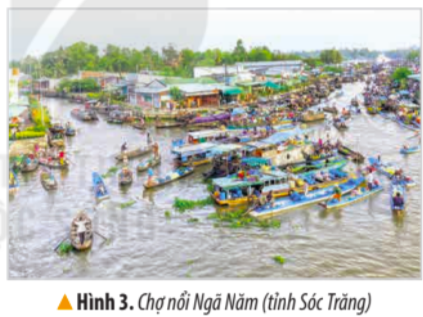 ▲ Hình 3. Chợ nổi Ngã Năm (tỉnh Sóc Trăng)